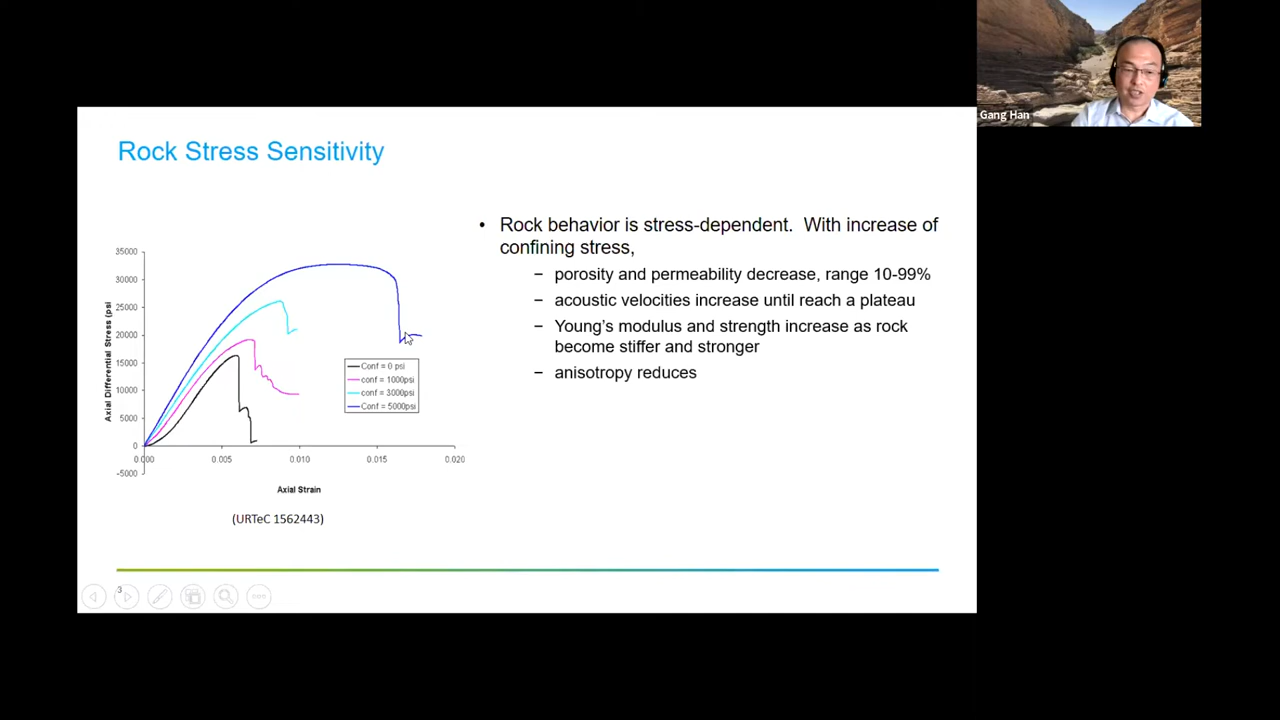 Gang Han
Rock Stress Sensitivity
• Rock behavior is stress-dependent.  With increase of
confining stress,
− porosity and permeability decrease, range 10-99%
− acoustic velocities increase until reach a plateau
− Young's modulus and strength increase as rock
become stiffer and stronger
− anisotropy reduces
Axial Differential Stress (psi
35000
30000
25000
20000
15000
10000
5000
0
-5000
0.000 0.005 0.010 0.015 0.020
Axial Strain
Conf = 0 psi
conf = 1000psi
conf = 3000psi
Conf = 5000psi
(URTeC 1562443)
3